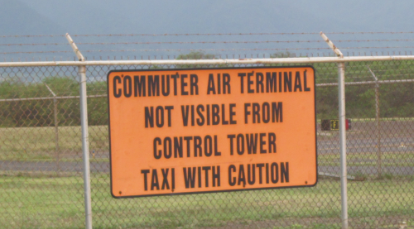 COMMUTER AIR TERMINAL
NOT VISIBLE FROM
CONTROL TOWER
TAXI WITH CAUTION